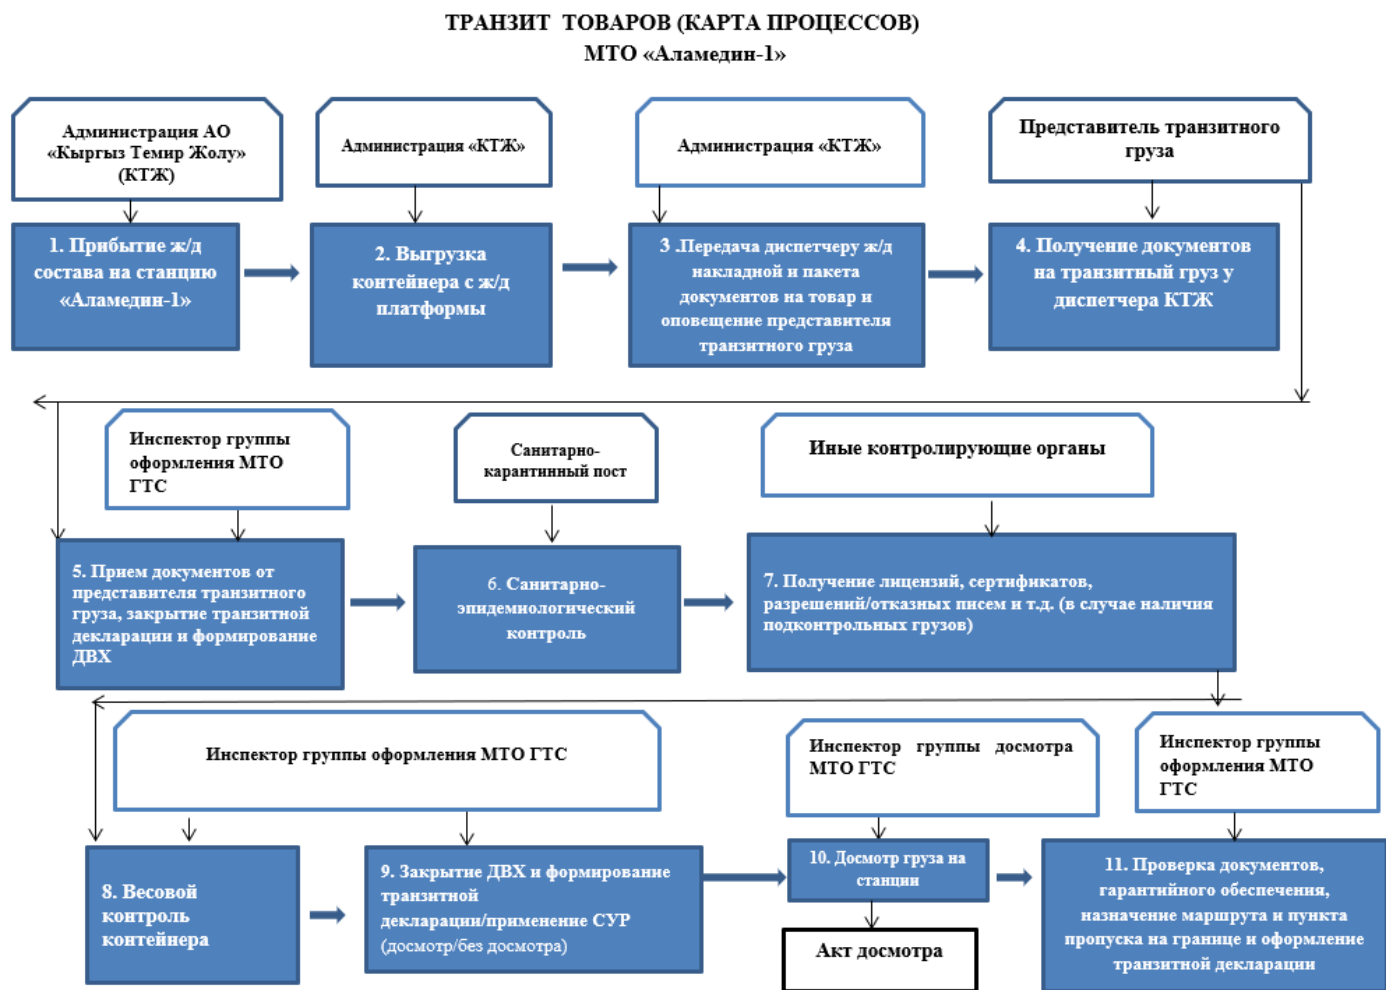 ТРАНЗИТ ТОВАРОВ (КАРТА ПРОЦЕССОВ)
МТО «Аламедин-1»
Администрация АО
«Кыргыз Темир Жолу»
(КТЖ)
Администрация «КТЖ»
Администрация «КТЖ»
Представитель транзитного
груза
1. Прибытие ж/д
состава на станцию
«Аламедин-1»
2. Выгрузка
контейнера с ж/д
платформы
3 .Передача диспетчеру ж/д
накладной и пакета
документов на товар и
оповещение представителя
транзитного груза
4. Получение документов
на транзитный груз у
диспетчера КТЖ
Инспектор группы
оформления МТО
ГТС
Санитарно-
карантинный пост
Иные контролирующие органы
5. Прием документов от
представителя транзитного
груза, закрытие транзитной
декларации и формирование
ДВХ
6. Санитарно-
эпидемиологический
контроль
7. Получение лицензий, сертификатов,
разрешений/отказных писем и т.д. (в случае наличия
подконтрольных грузов)
Инспектор группы оформления МТО ГТС
Инспектор группы досмотра
МТО ГТС
Инспектор группы
оформления МТО
ГТС
8. Весовой
контроль
контейнера
9. Закрытие ДВХ и формирование
транзитной
декларации/применение СУР
(досмотр/без досмотра)
10. Досмотр груза на
станции
Акт досмотра
11. Проверка документов,
гарантийного обеспечения,
назначение маршрута и пункта
пропуска на границе и оформление
транзитной декларации